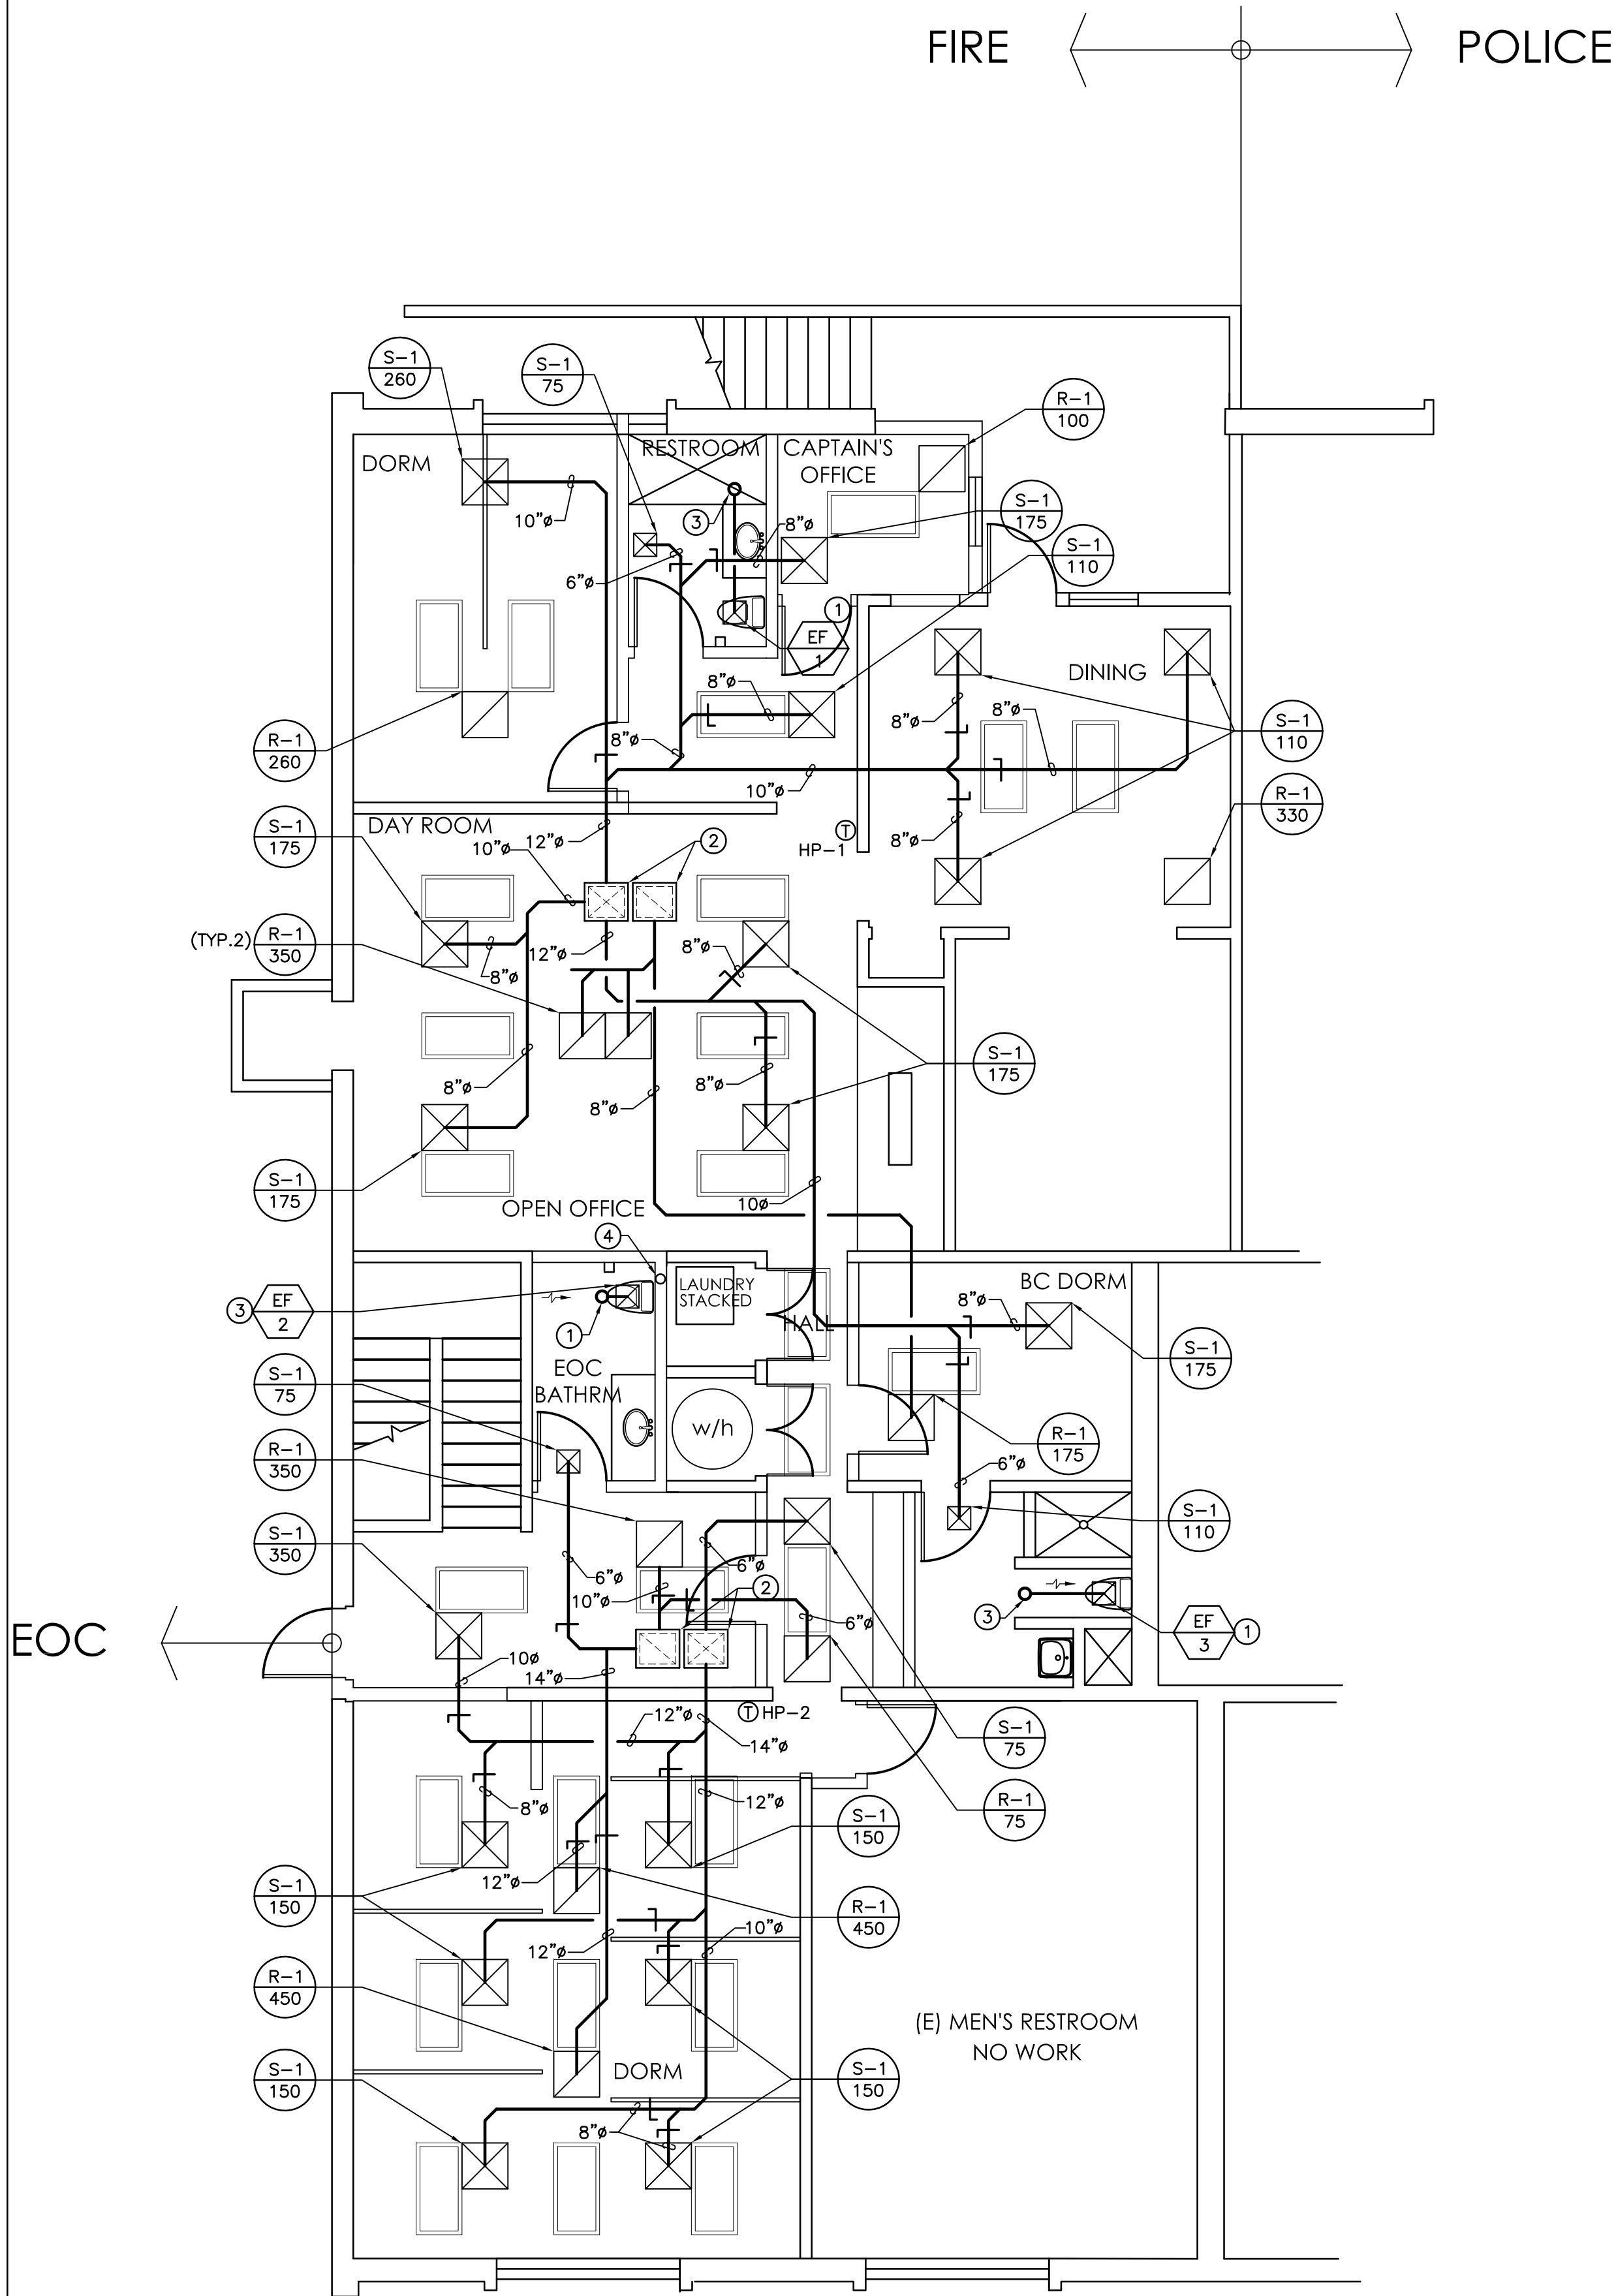 FIRE
POLICE
S-1
260
S-1
75
R-1
100
RESTROOM
CAPTAIN'S
OFFICE
DORM
10"ø
3
8"ø
S-1
175
S-1
110
6"ø
1
EF
1
DINING
8"ø
8"ø
8"ø
S-1
110
R-1
260
8"ø
10"ø
R-1
330
S-1
175
DAY ROOM
10"ø
12"ø
2
T
HP-1
8"ø
(TYP.2)
R-1
350
12"ø
8"ø
8"ø
8"ø
8"ø
8"ø
S-1
175
S-1
175
10ø
OPEN OFFICE
4
3
EF
2
LAUNDRY
STACKED
BC DORM
8"ø
HALL
1
S-1
175
S-1
75
EOC
BATHRM
w/h
R-1
350
R-1
175
6"ø
S-1
110
S-1
350
6"ø
6"ø
10"ø
2
6"ø
3
EF
3
1
EOC
10ø
14"ø
12"ø
T
HP-2
14"ø
S-1
75
8"ø
12"ø
R-1
75
S-1
150
12"ø
S-1
150
R-1
450
12"ø
10"ø
R-1
450
(E) MEN'S RESTROOM
NO WORK
DORM
S-1
150
S-1
150
8"ø